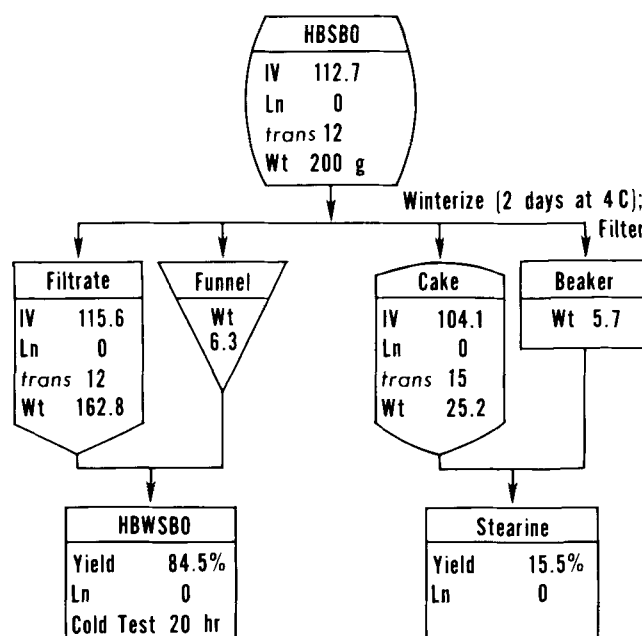 HBSBO
IV 112.7
Ln 0
trans 12
Wt 200 g
Winterize (2 days at 4 C);
Filter
Filtrate
IV 115.6
Ln 0
trans 12
Wt 162.8
Funnel
Wt
6.3
Cake
IV 104.1
Ln 0
trans 15
Wt 25.2
Beaker
Wt 5.7
HBWSBO
Yield 84.5%
Ln 0
Cold Test 20 hr
Stearine
Yield 15.5%
Ln 0